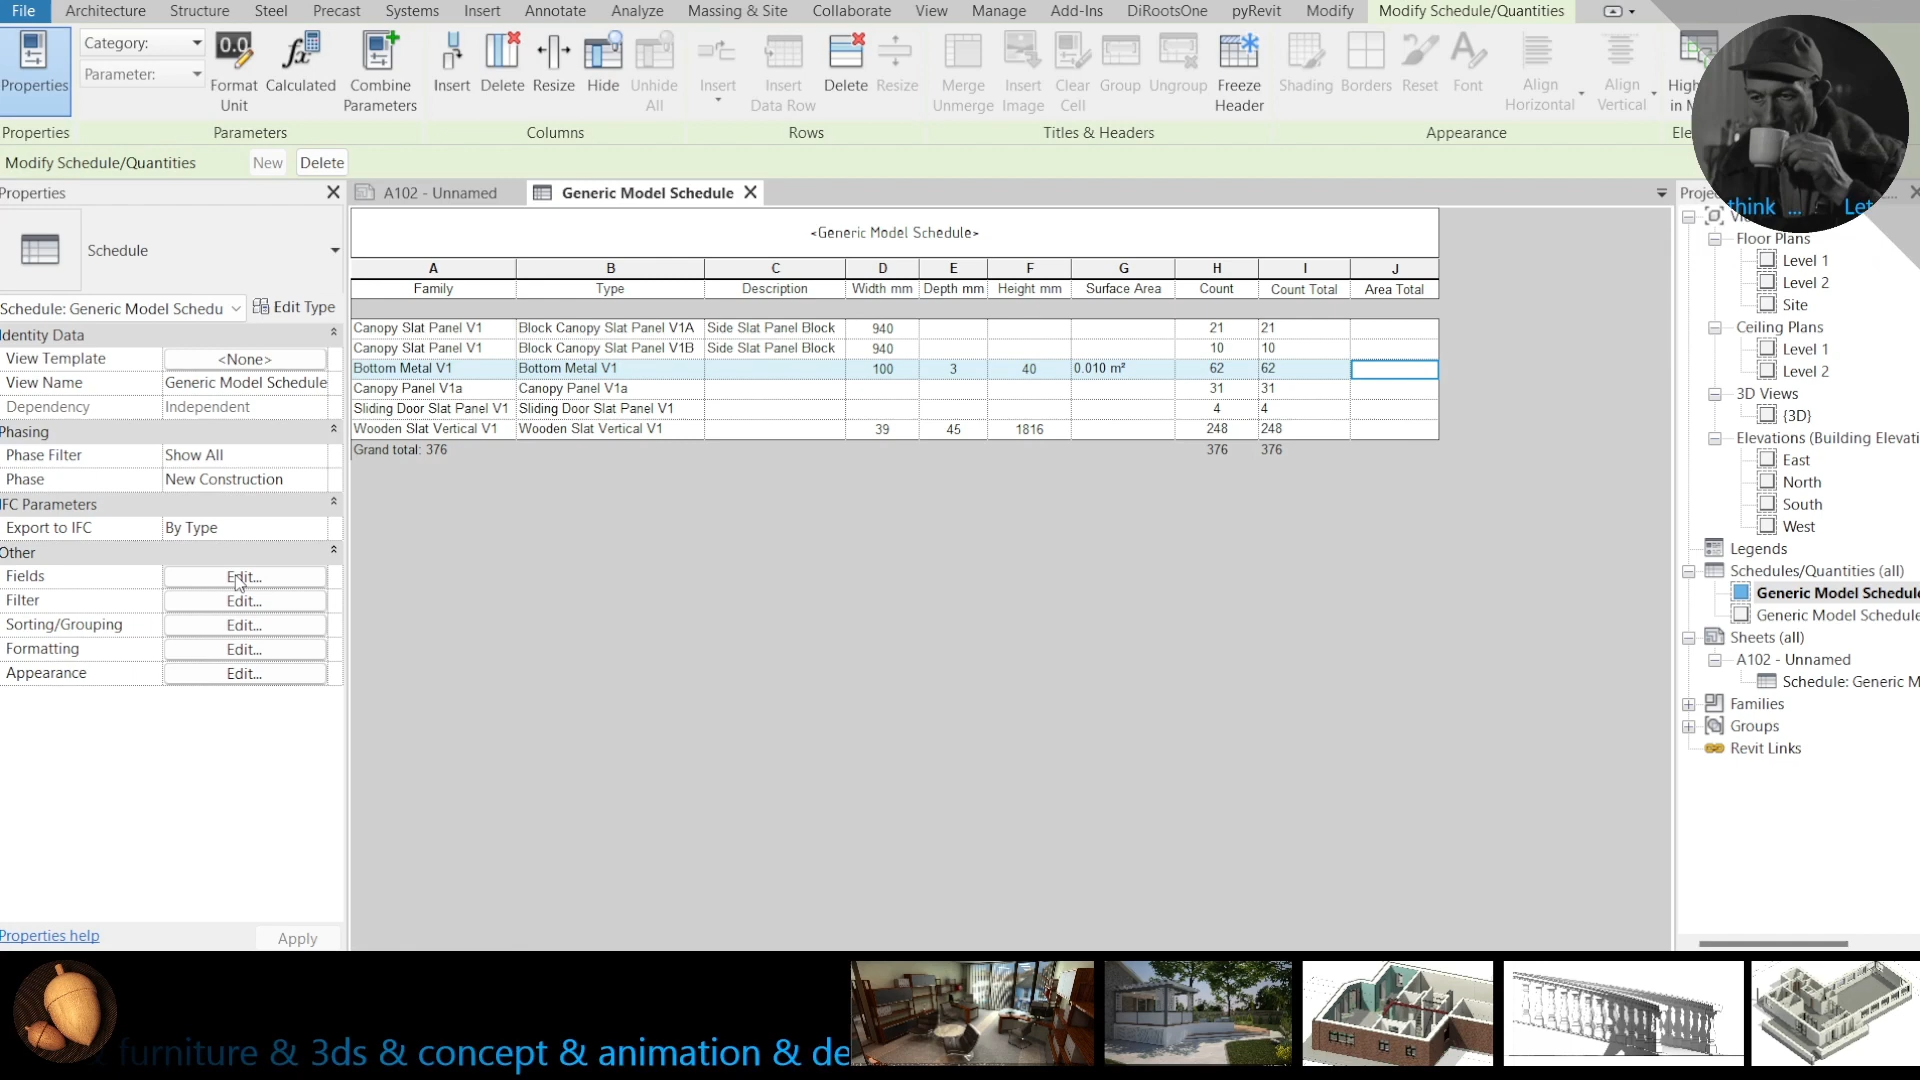 File Architecture Structure Steel Precast Systems Insert Annotate Analyze Massing & Site Collaborate View Manage Add-Ins DiRootsOne pyRevit Modify Modify Schedule/Quantities
Properties Category: Parameter: Format Unit Calculated Combine Parameters Insert Delete Resize Hide Unhide All Insert Insert Data Row Delete Resize Merge Unmerge Insert Image Clear Cell Group Ungroup Freeze Header Shading Borders Reset Font Align Horizontal Align Vertical
in
Properties Parameters Columns Rows Titles & Headers Appearance
Modify Schedule/Quantities New Delete
Properties
A102 - Unnamed Generic Model Schedule
think ... Let
Schedule
Schedule: Generic Model Schedu Edit Type
Identity Data
View Template <None>
View Name Generic Model Schedule
Dependency Independent
Phasing
Phase Filter Show All
Phase New Construction
IFC Parameters
Export to IFC By Type
Other
Fields Edit...
Filter Edit...
Sorting/Grouping Edit...
Formatting Edit...
Appearance Edit...
Properties help Apply
<Generic Model Schedule>
A B C D E F G H I J
Family Type Description Width mm Depth mm Height mm Surface Area Count Count Total Area Total
Canopy Slat Panel V1 Block Canopy Slat Panel V1A Side Slat Panel Block 940 21 21
Canopy Slat Panel V1 Block Canopy Slat Panel V1B Side Slat Panel Block 940 10 10
Bottom Metal V1 Bottom Metal V1 100 3 40 0.010 m² 62 62
Canopy Panel V1a Canopy Panel V1a 31 31
Sliding Door Slat Panel V1 Sliding Door Slat Panel V1 4 4
Wooden Slat Vertical V1 Wooden Slat Vertical V1 39 45 1816 248 248
Grand total: 376 376 376
Floor Plans
Level 1
Level 2
Site
Ceiling Plans
Level 1
Level 2
3D Views
{3D}
Elevations (Building Elevati
East
North
South
West
Legends
Schedules/Quantities (all)
Generic Model Schedule
Generic Model Schedule
Sheets (all)
A102 - Unnamed
Schedule: Generic M
Families
Groups
Revit Links
furniture & 3ds & concept & animation & de